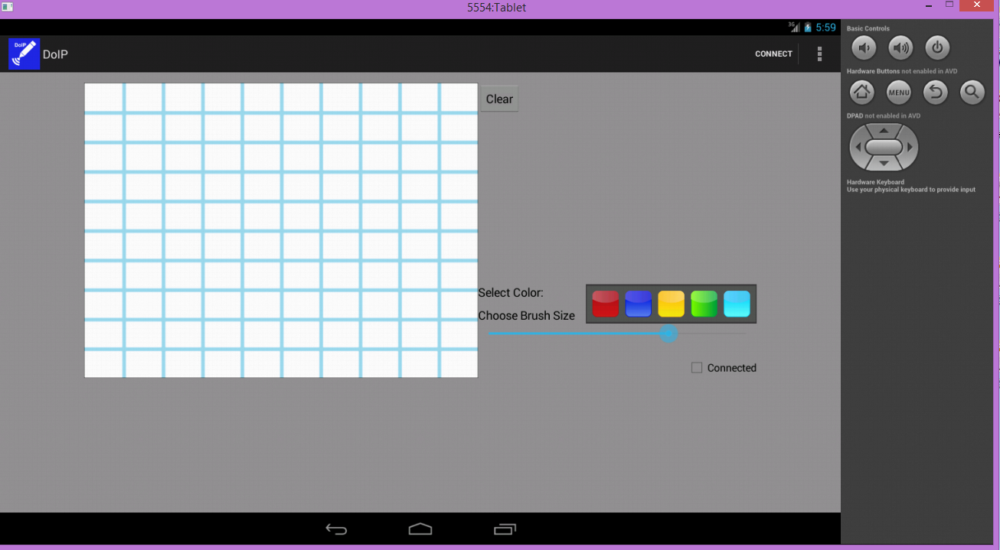 5554:Tablet
3G 5:59
DoIP
DoIP
CONNECT
Clear
Select Color:
Choose Brush Size
Connected
Basic Controls
Hardware Buttons not enabled in AVD
MENU
DPAD not enabled in AVD
Hardware Keyboard
Use your physical keyboard to provide input